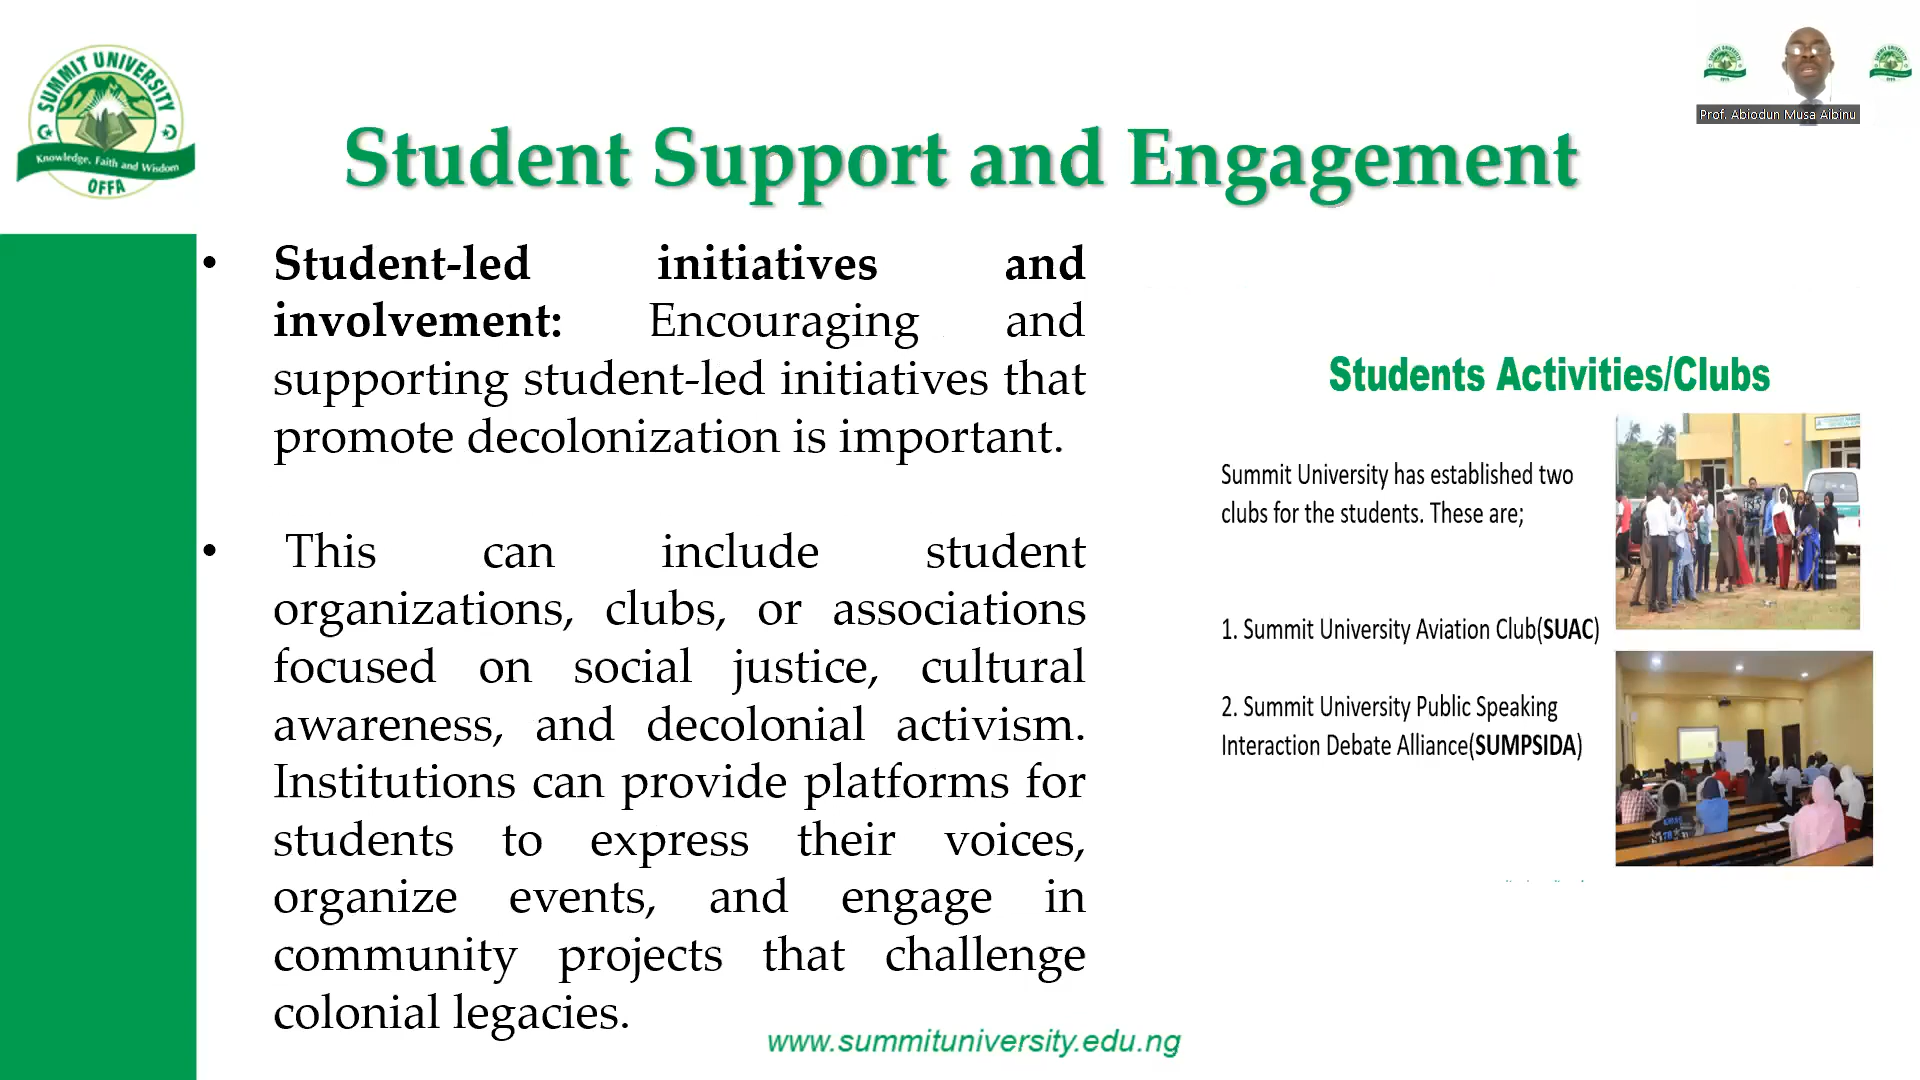 SUMMIT UNIVERSITY
Knowledge, Faith and Wisdom
OFFA
Prof. Abiodun Musa Aibinu
Student Support and Engagement
• Student-led initiatives and
involvement: Encouraging and
supporting student-led initiatives that
promote decolonization is important.
• This can include student
organizations, clubs, or associations
focused on social justice, cultural
awareness, and decolonial activism.
Institutions can provide platforms for
students to express their voices,
organize events, and engage in
community projects that challenge
colonial legacies.
Students Activities/Clubs
Summit University has established two
clubs for the students. These are;
1. Summit University Aviation Club(SUAC)
2. Summit University Public Speaking
Interaction Debate Alliance(SUMPSIDA)
www.summituniversity.edu.ng